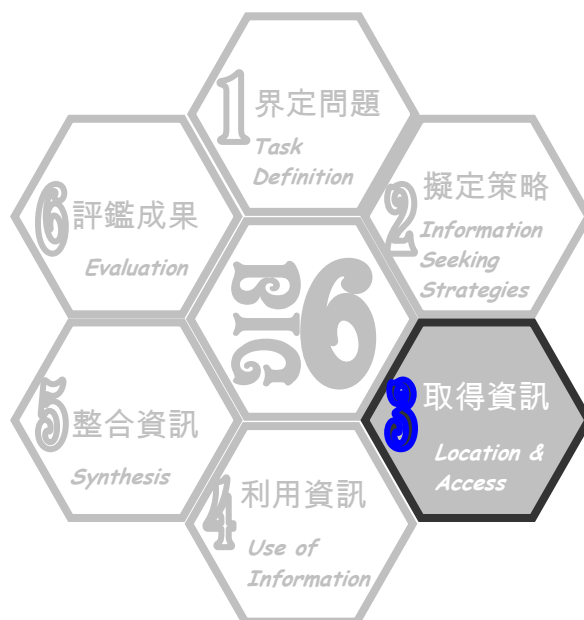 1 界定問題
Task
Definition
2 擬定策略
Information
Seeking
Strategies
3 取得資訊
Location &
Access
4 利用資訊
Use of
Information
5 整合資訊
Synthesis
6 評鑑成果
Evaluation
BIG 6